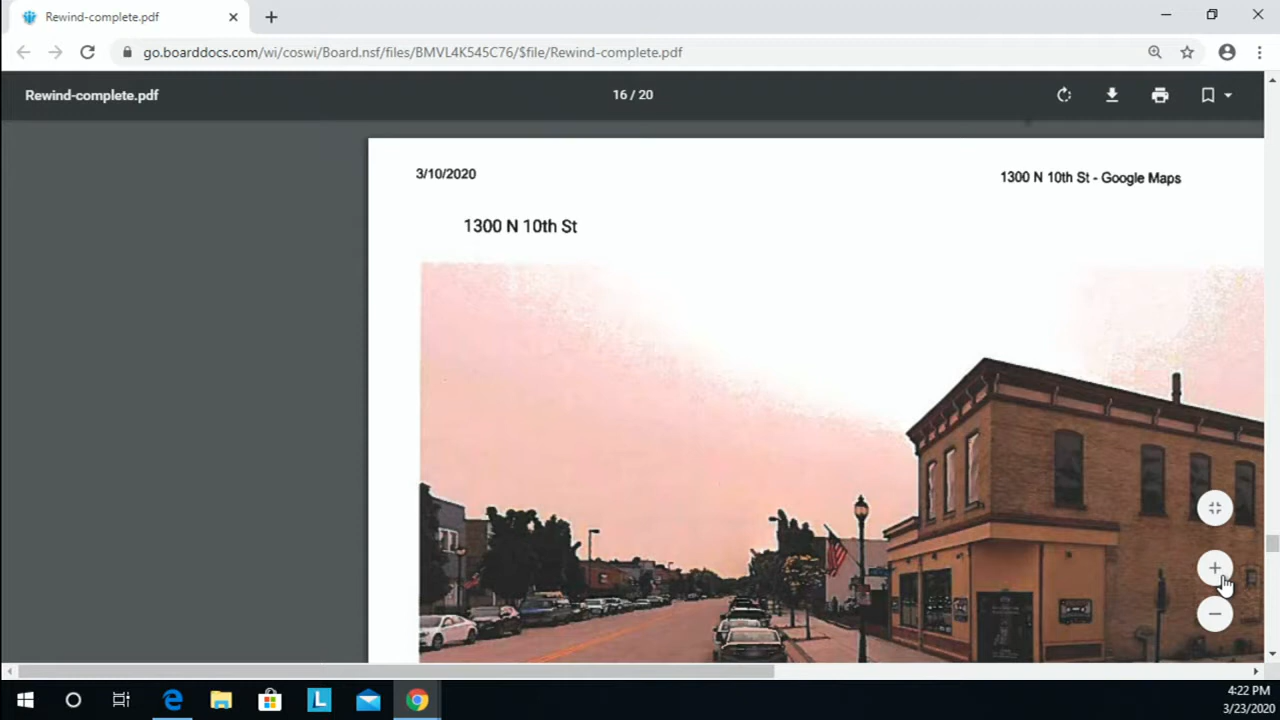 Rewind-complete.pdf
go.boarddocs.com/wi/coswi/Board.nsf/files/BMVL4K545C76/$file/Rewind-complete.pdf
Rewind-complete.pdf
16 / 20
3/10/2020
1300 N 10th St - Google Maps
1300 N 10th St
4:22 PM
3/23/2020